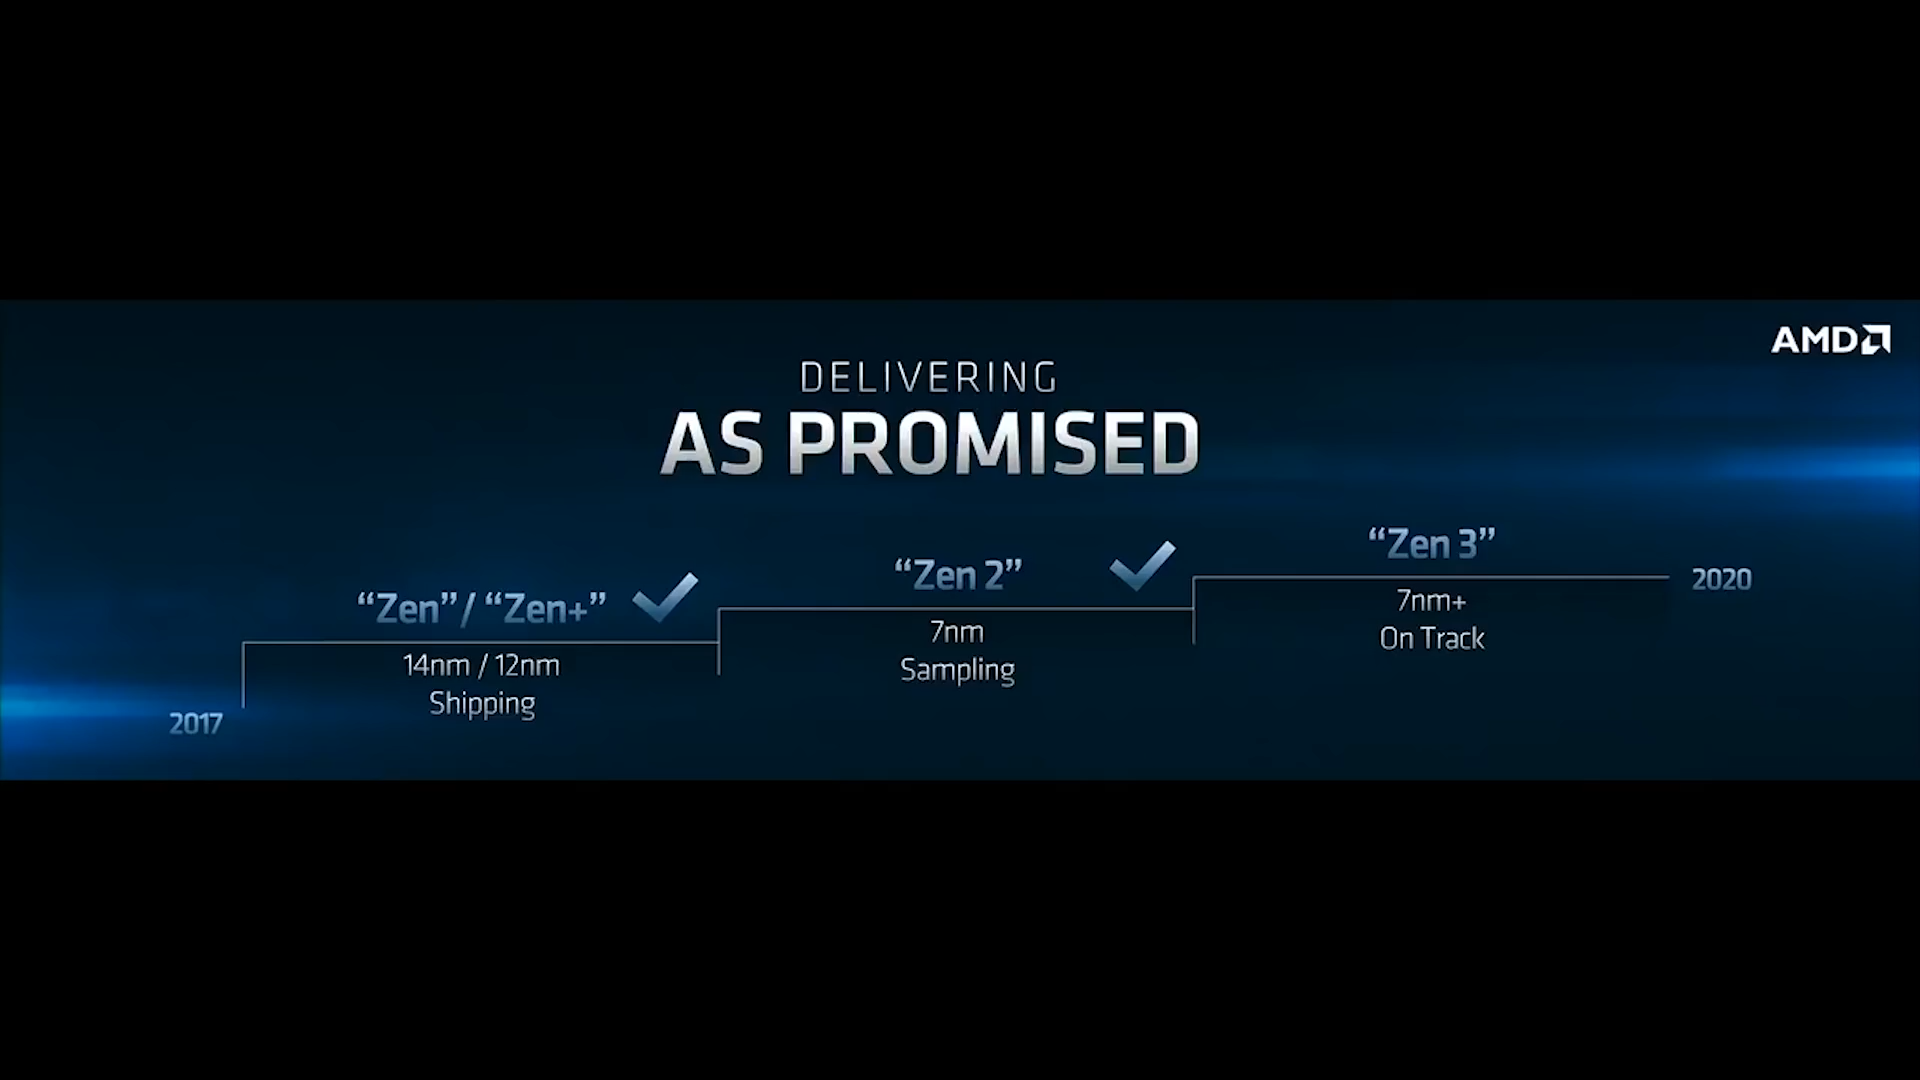 AMD
DELIVERING
AS PROMISED
“Zen”/ “Zen+”
14nm / 12nm
Shipping
“Zen 2”
7nm
Sampling
“Zen 3”
7nm+
On Track
2017
2020